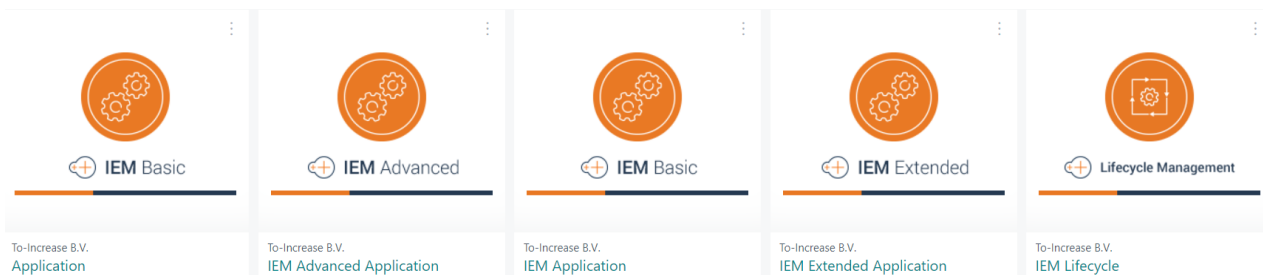 IEM Basic
IEM Advanced
IEM Basic
IEM Extended
Lifecycle Management
To-Increase B.V.
Application
To-Increase B.V.
IEM Advanced Application
To-Increase B.V.
IEM Application
To-Increase B.V.
IEM Extended Application
To-Increase B.V.
IEM Lifecycle